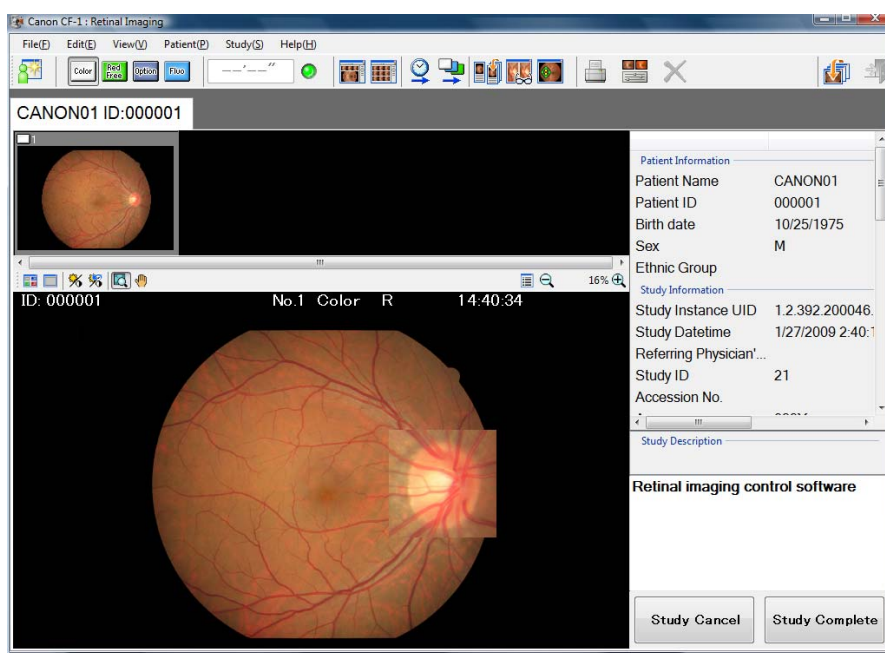 Canon CF-1 : Retinal Imaging
File(F) Edit(E) View(V) Patient(P) Study(S) Help(H)
Color Red Free Option Fluo --'--"
CANON01 ID:000001
1
Patient Information
Patient Name CANON01
Patient ID 000001
Birth date 10/25/1975
Sex M
Ethnic Group
16%
Study Information
ID: 000001 No.1 Color R 14:40:34
Study Instance UID 1.2.392.200046.
Study Datetime 1/27/2009 2:40:
Referring Physician'...
Study ID 21
Accession No.
Study Description
Retinal imaging control software
Study Cancel Study Complete